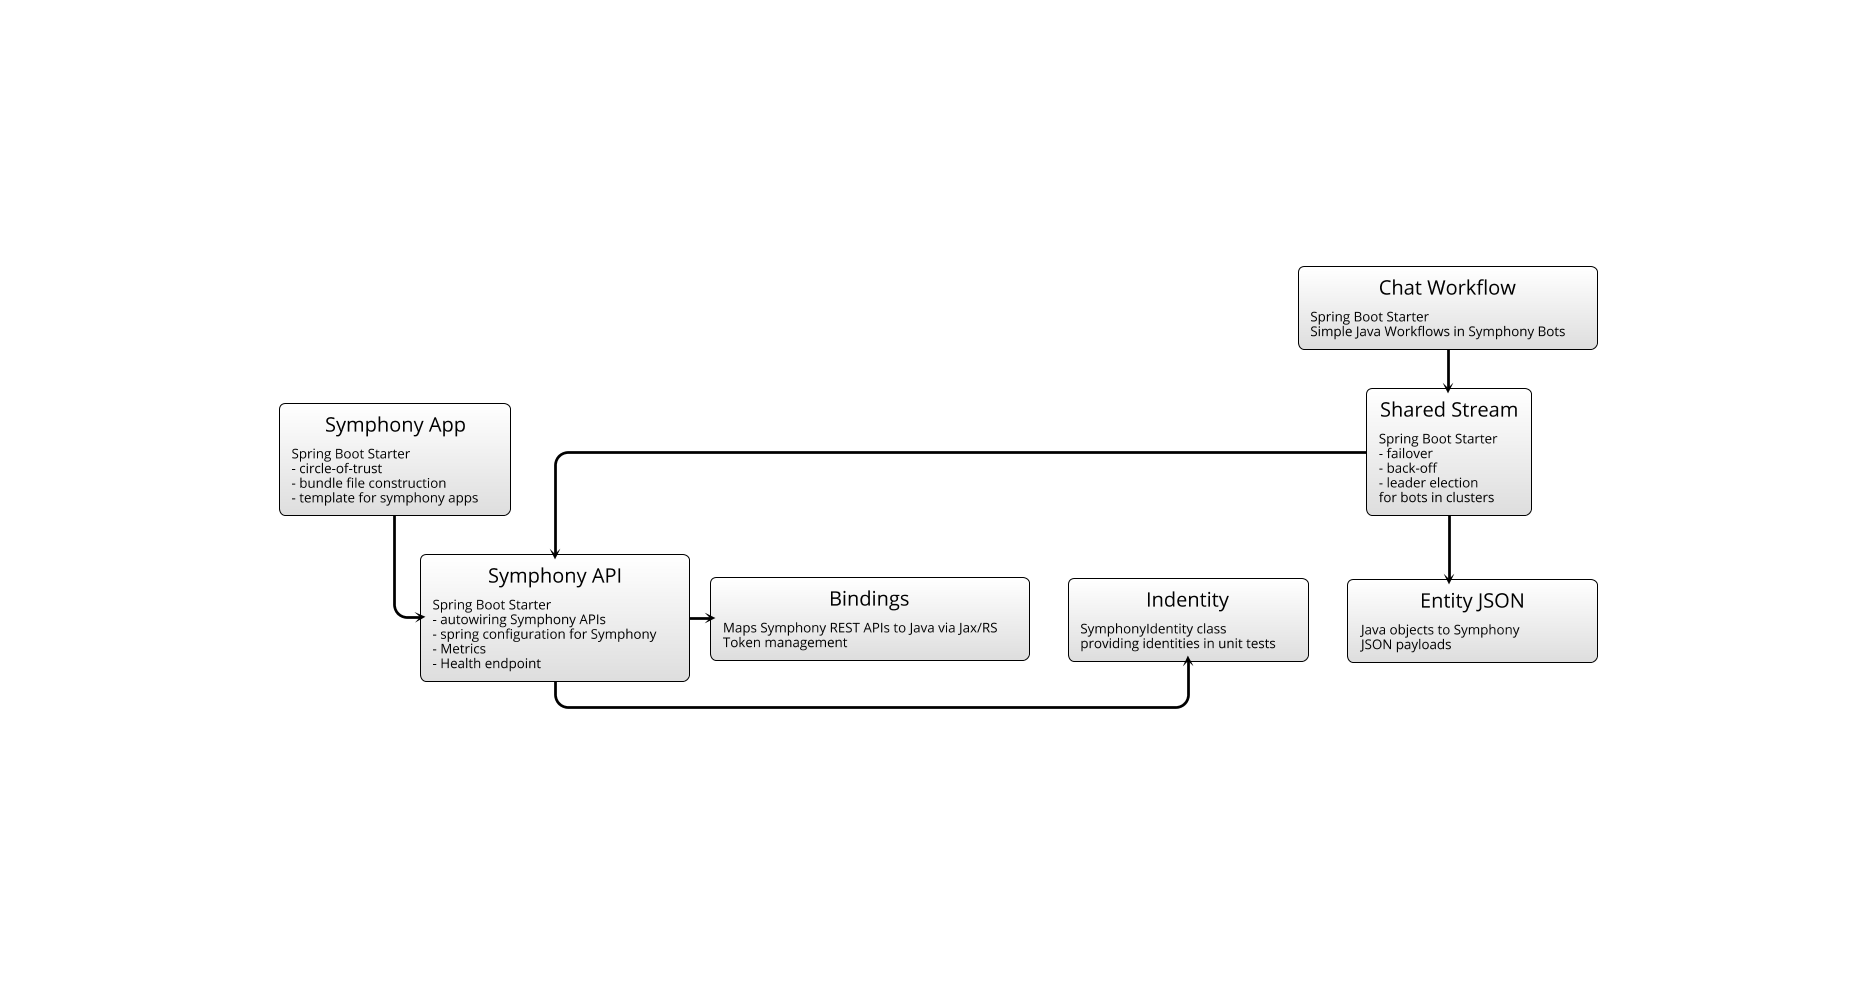 Chat Workflow
Spring Boot Starter
Simple Java Workflows in Symphony Bots
Symphony App
Spring Boot Starter
- circle-of-trust
- bundle file construction
- template for symphony apps
Shared Stream
Spring Boot Starter
- failover
- back-off
- leader election
for bots in clusters
Symphony API
Spring Boot Starter
- autowiring Symphony APIs
- spring configuration for Symphony
- Metrics
- Health endpoint
Bindings
Maps Symphony REST APIs to Java via Jax/RS
Token management
Indentity
SymphonyIdentity class
providing identities in unit tests
Entity JSON
Java objects to Symphony
JSON payloads